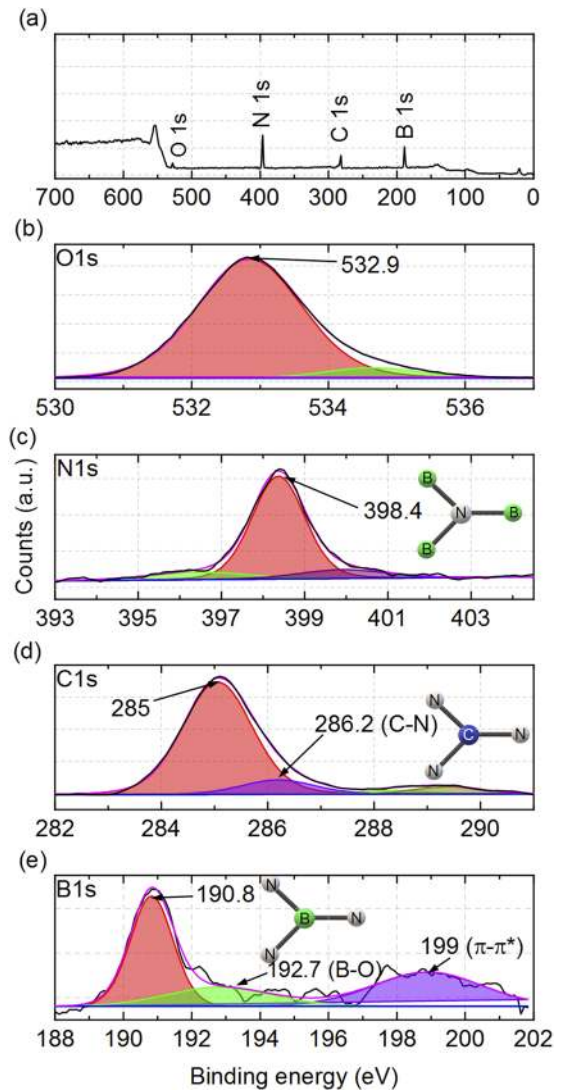 (a)
O 1s
N 1s
C 1s
B 1s
700 600 500 400 300 200 100 0
(b)
O1s
532.9
530 532 534 536
(c)
N1s
398.4
B
N
B
B
393 395 397 399 401 403
Counts (a.u.)
(d)
C1s
285
286.2 (C-N)
N
C
N
N
282 284 286 288 290
(e)
B1s
190.8
N
B
N
N
192.7 (B-O)
199 (π-π*)
188 190 192 194 196 198 200 202
Binding energy (eV)